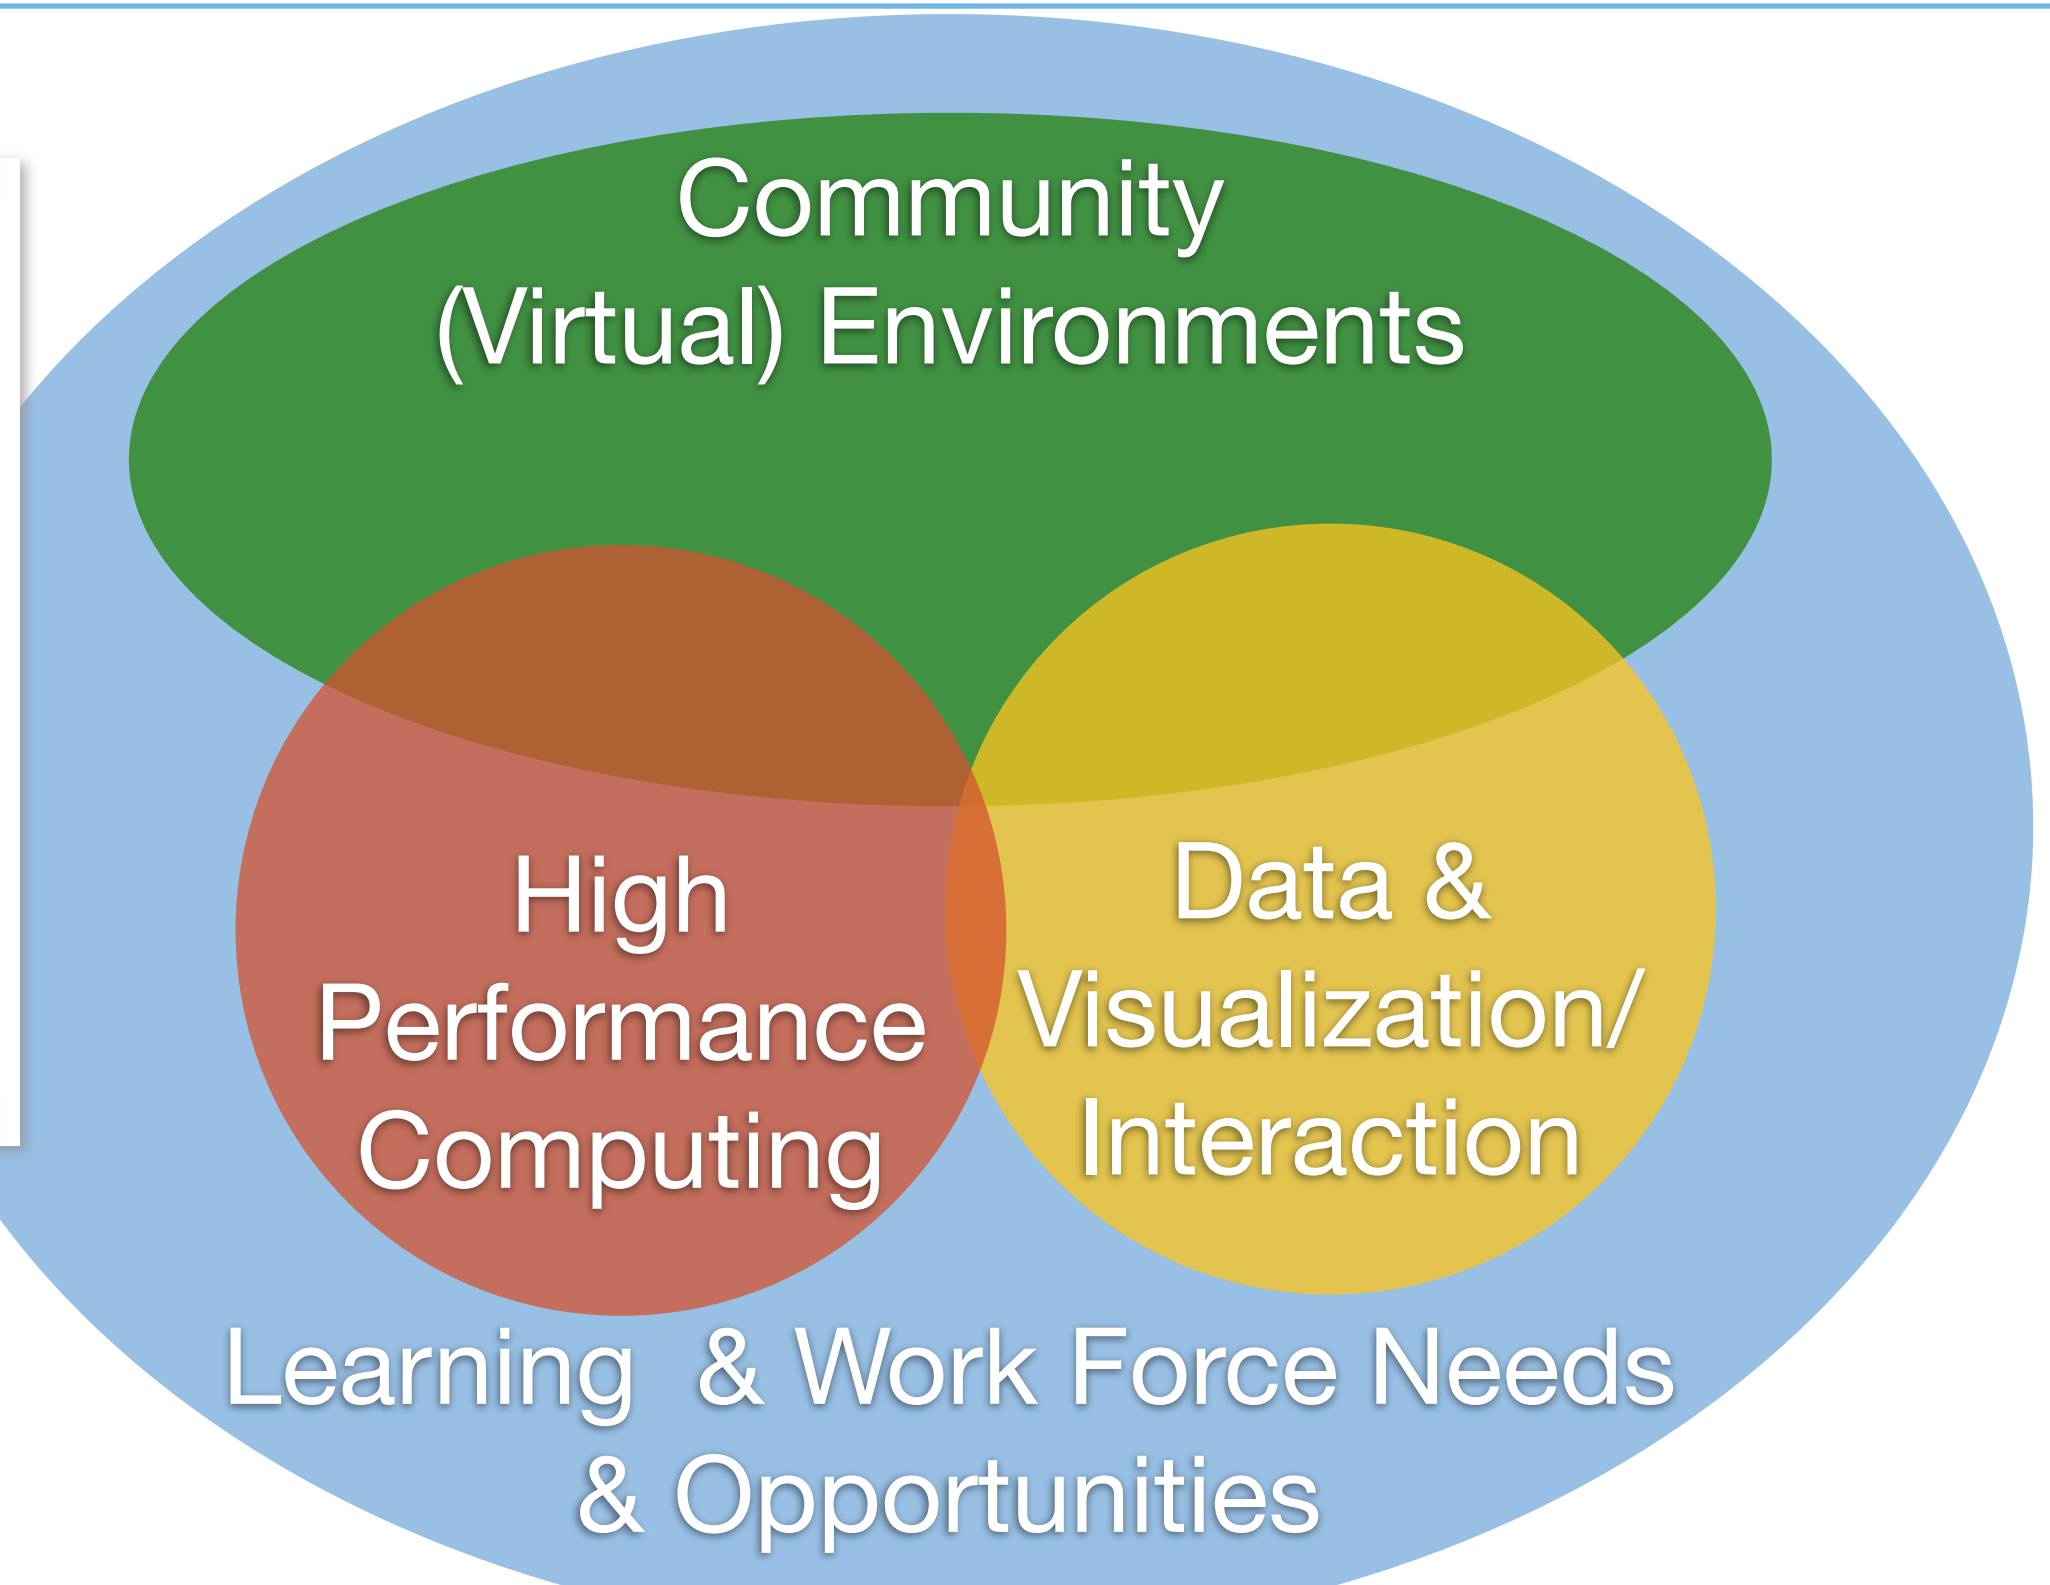 Community
(Virtual) Environments
High
Performance
Computing
Data &
Visualization/
Interaction
Learning  & Work Force Needs
& Opportunities